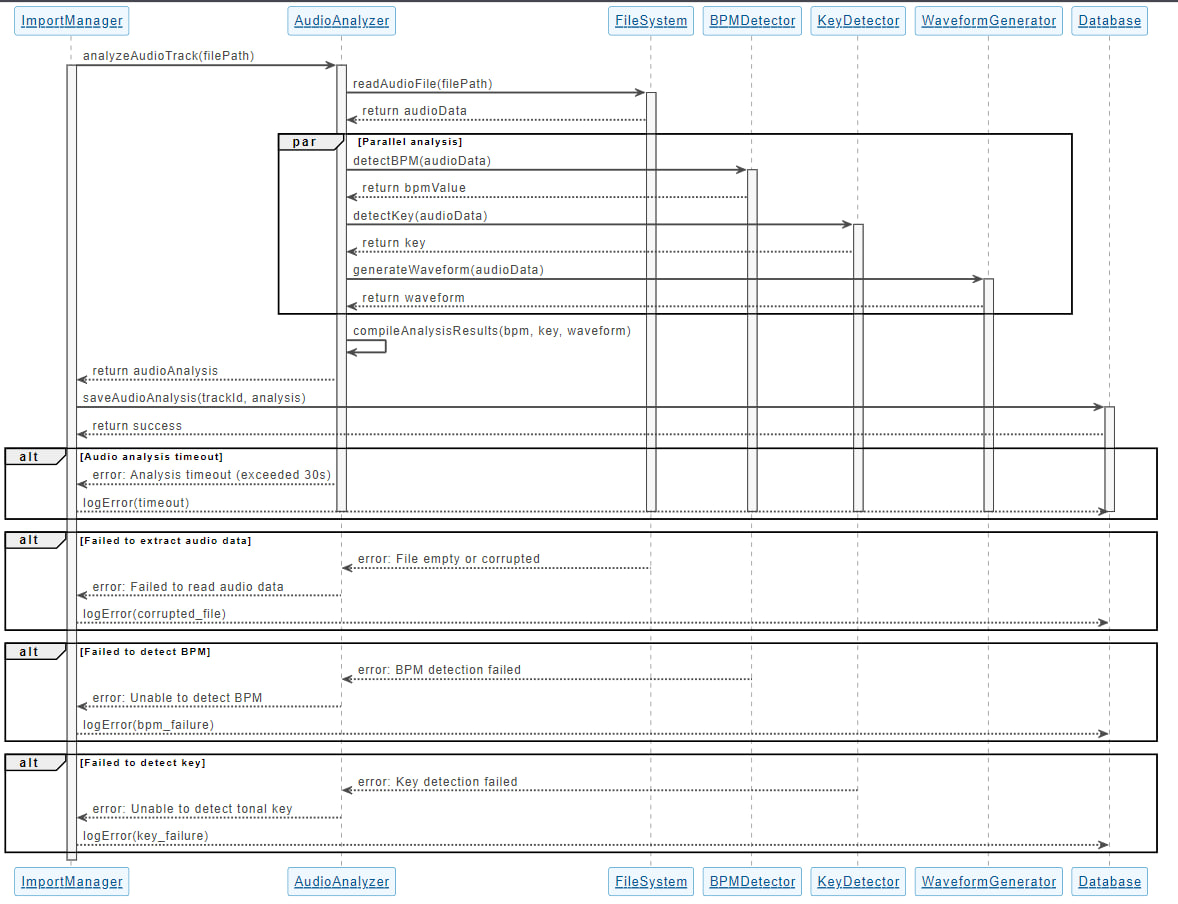 ImportManager AudioAnalyzer FileSystem BPMDetector KeyDetector WaveformGenerator Database
analyzeAudioTrack(filePath)
readAudioFile(filePath)
return audioData
par [Parallel analysis]
detectBPM(audioData)
return bpmValue
detectKey(audioData)
return key
generateWaveform(audioData)
return waveform
compileAnalysisResults(bpm, key, waveform)
return audioAnalysis
saveAudioAnalysis(trackId, analysis)
return success
alt [Audio analysis timeout]
error: Analysis timeout (exceeded 30s)
logError(timeout)
alt [Failed to extract audio data]
error: File empty or corrupted
error: Failed to read audio data
logError(corrupted_file)
alt [Failed to detect BPM]
error: BPM detection failed
error: Unable to detect BPM
logError(bpm_failure)
alt [Failed to detect key]
error: Key detection failed
error: Unable to detect tonal key
logError(key_failure)
ImportManager AudioAnalyzer FileSystem BPMDetector KeyDetector WaveformGenerator Database